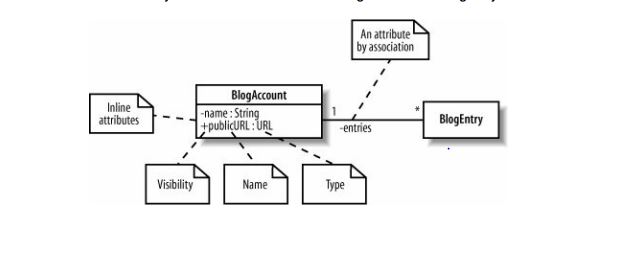 An attribute
by association
BlogAccount
Inline
attributes
-name : String
+publicURL : URL
1
*
-entries
BlogEntry
Visibility
Name
Type